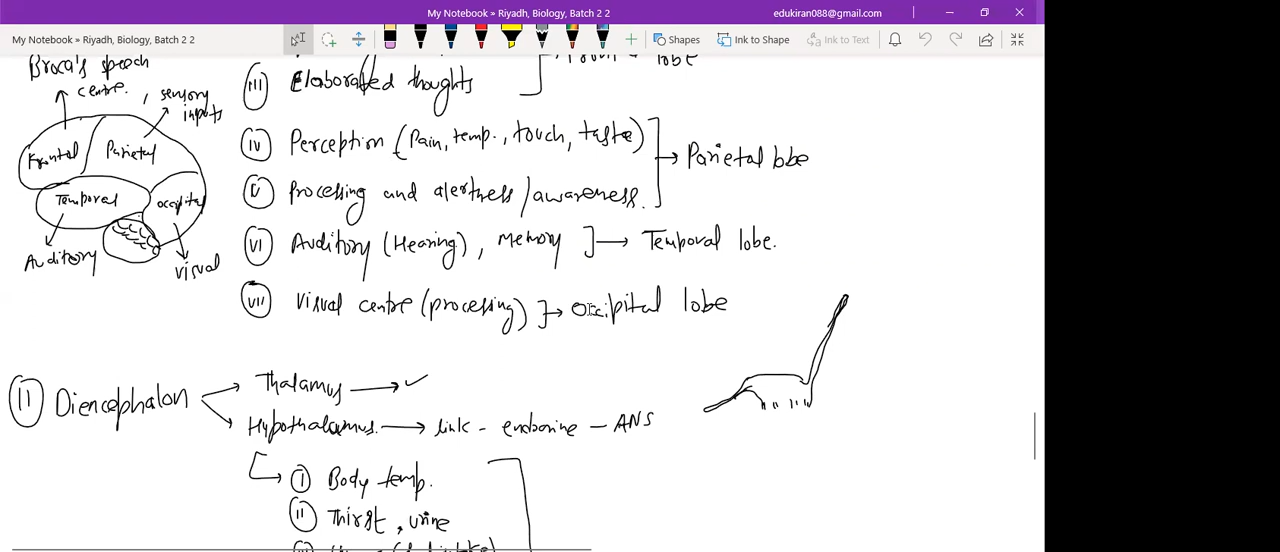 My Notebook » Riyadh, Biology, Batch 2 2
edukiran088@gmail.com
My Notebook » Riyadh, Biology, Batch 2 2
Shapes
Ink to Shape
Ink to Text
Broca's speech
centre.
, sensory
inputs
Frontal
Parietal
Temporal
occipital
Auditory
visual
lobe
III Elaborated thoughts
IV Perception (Pain, temp., touch, taste) → Parietal lobe
V Processing and alertness/awareness.
VI Auditory (Hearing), Memory → Temporal lobe.
VII Visual centre (processing) → occipital lobe
II Diencephalon
Thalamus → ✓
Hypothalamus. → link - endocrine - ANS
I Body temp.
II Thirst, urine